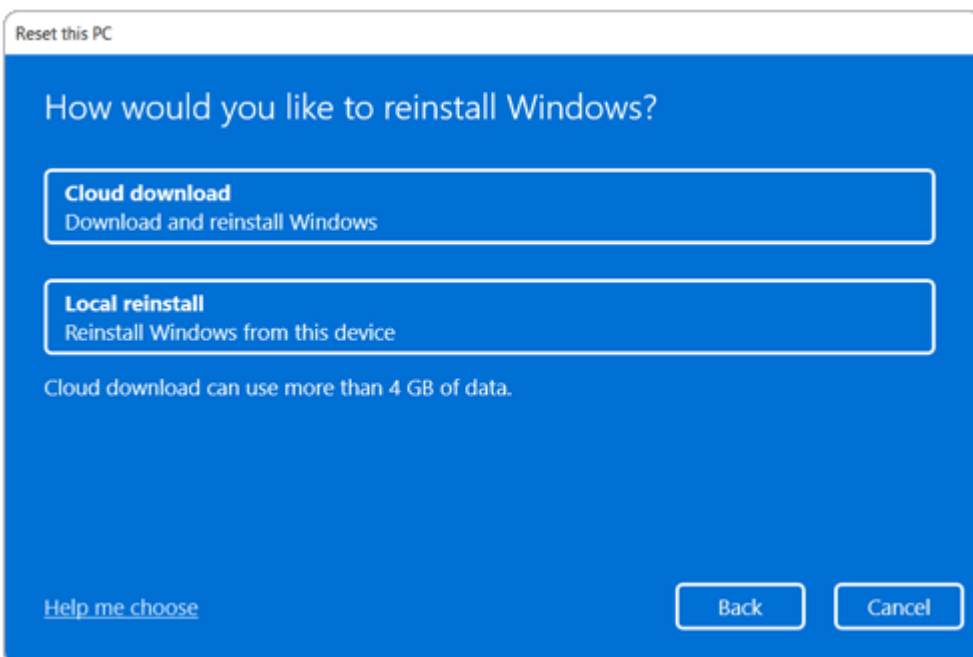 Reset this PC
How would you like to reinstall Windows?
Cloud download
Download and reinstall Windows
Local reinstall
Reinstall Windows from this device
Cloud download can use more than 4 GB of data.
Help me choose
Back
Cancel